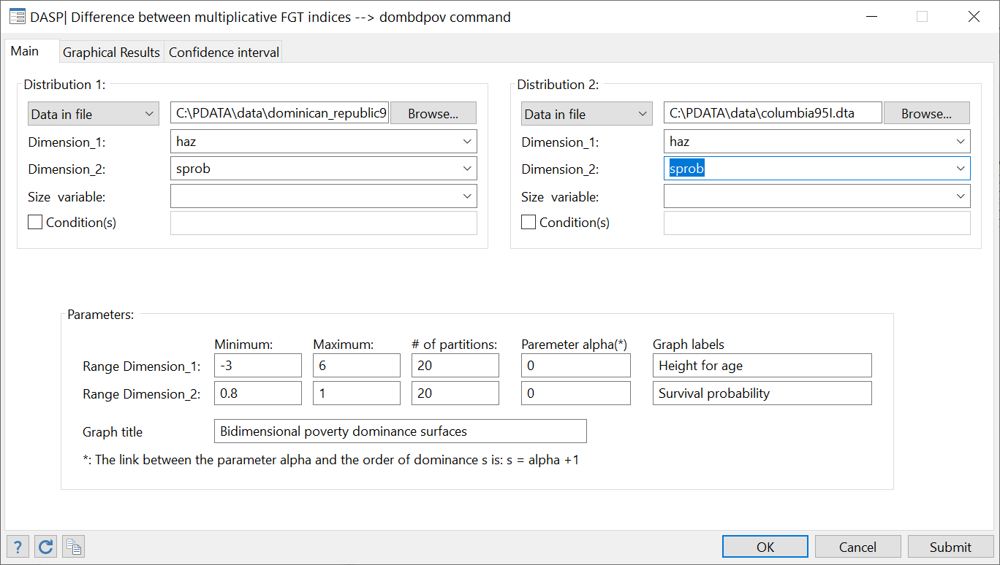 DASP| Difference between multiplicative FGT indices --> dombdpov command
Main Graphical Results Confidence interval
Distribution 1:
Data in file C:\PDATA\data\dominican_republic9 Browse...
Dimension_1: haz
Dimension_2: sprob
Size variable:
Condition(s)
Distribution 2:
Data in file C:\PDATA\data\columbia95I.dta Browse...
Dimension_1: haz
Dimension_2: sprob
Size variable:
Condition(s)
Parameters:
Minimum: Maximum: # of partitions: Paremeter alpha(*) Graph labels
Range Dimension_1: -3 6 20 0 Height for age
Range Dimension_2: 0.8 1 20 0 Survival probability
Graph title Bidimensional poverty dominance surfaces
*: The link between the parameter alpha and the order of dominance s is: s = alpha +1
? OK Cancel Submit